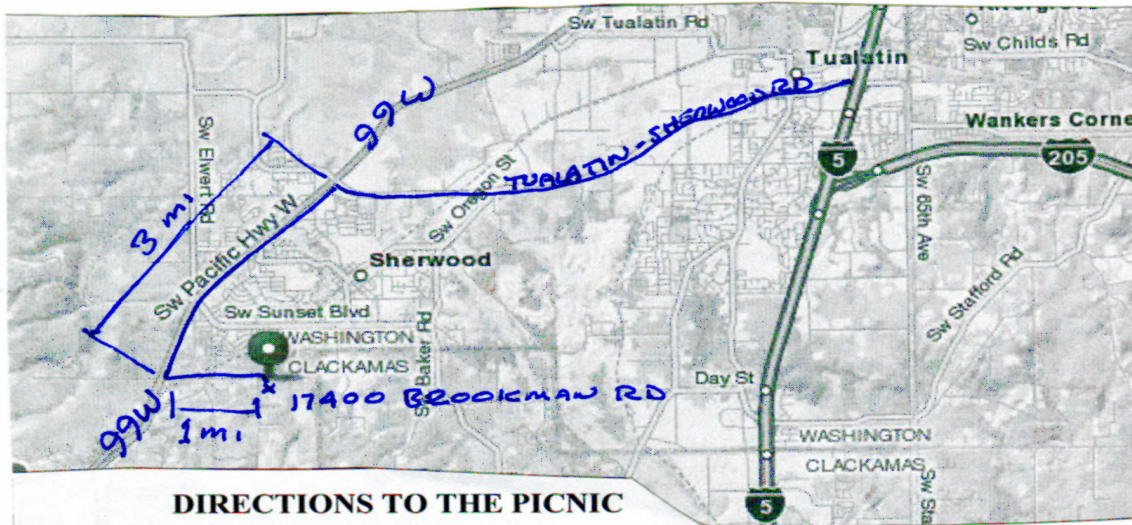 Sw Tualatin Rd
Sw Childs Rd
Tualatin
99W
TUALATIN-SHERWOOD RD
Wankers Corne
5
205
Sw Elwert Rd
3 mi
Sw Pacific Hwy W
Sw Oregon St
Sw 65th Ave
Sherwood
Sw Stafford Rd
Sw Sunset Blvd
WASHINGTON
CLACKAMAS
Baker Rd
Day St
17400 BROOKMAN RD
99W
1 mi
WASHINGTON
CLACKAMAS
Sw Sta
5
DIRECTIONS TO THE PICNIC